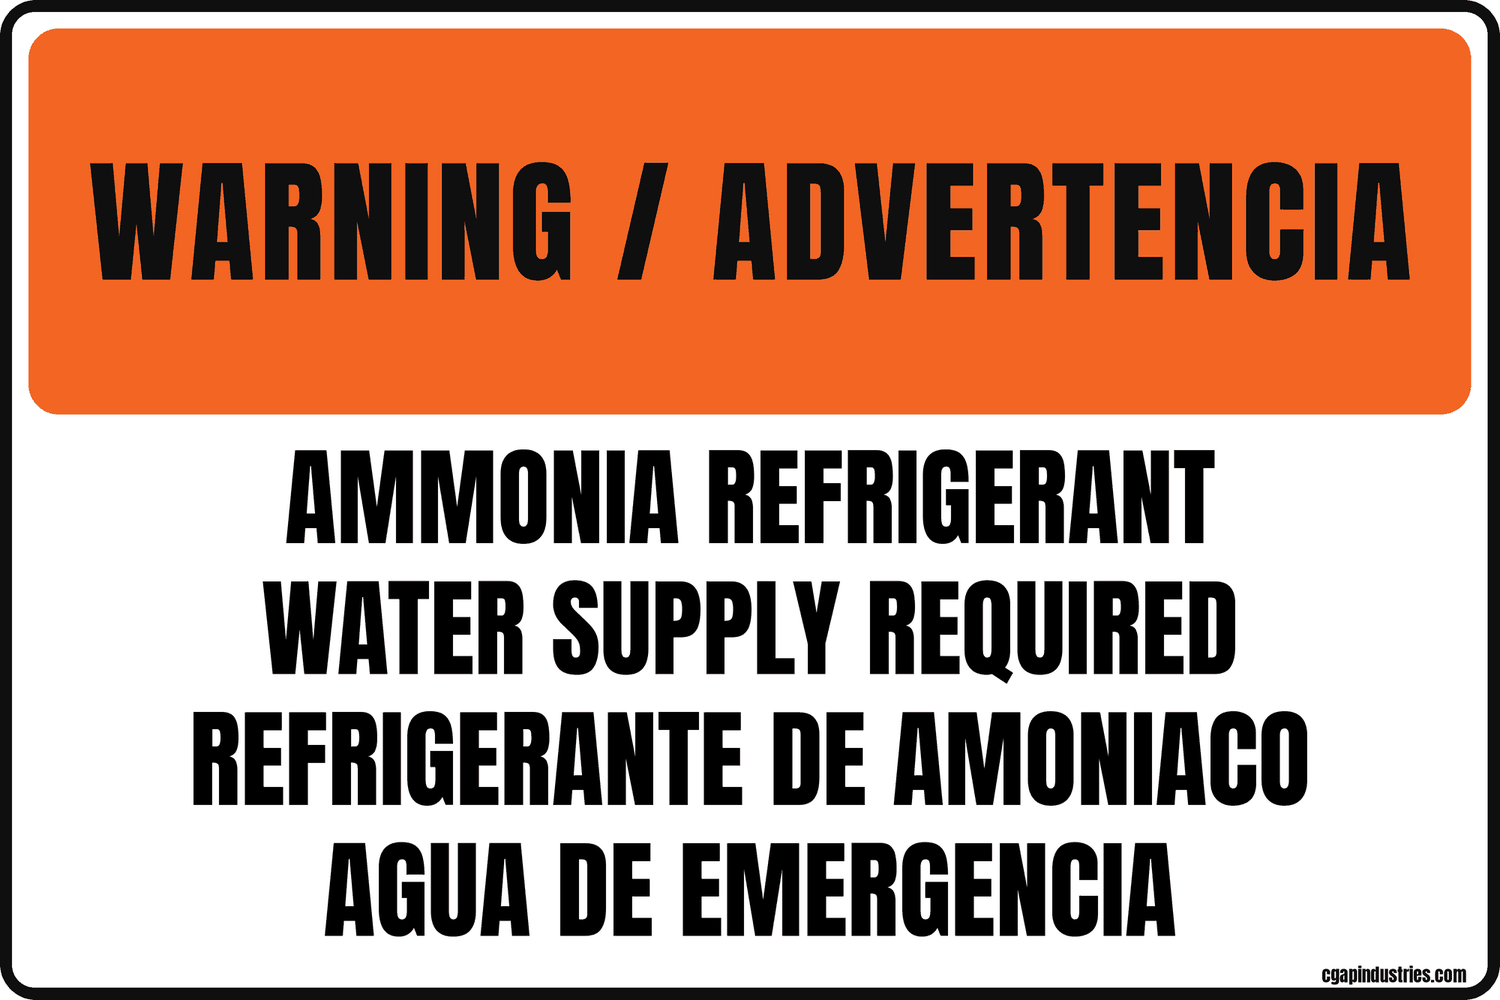 WARNING / ADVERTENCIA
AMMONIA REFRIGERANT
WATER SUPPLY REQUIRED
REFRIGERANTE DE AMONIACO
AGUA DE EMERGENCIA
cgapindustries.com